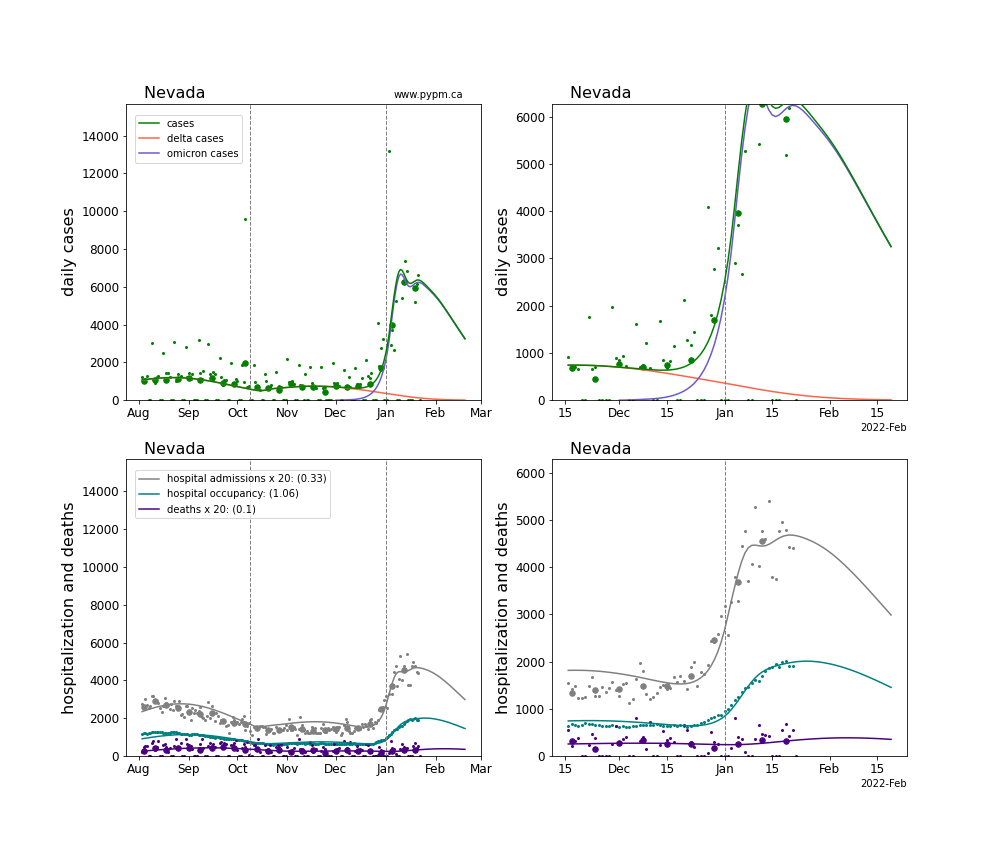 Nevada
www.pypm.ca
daily cases
14000
12000
10000
8000
6000
4000
2000
0
cases
delta cases
omicron cases
Aug Sep Oct Nov Dec Jan Feb Mar
Nevada
daily cases
6000
5000
4000
3000
2000
1000
0
15 Dec 15 Jan 15 Feb 15
2022-Feb
Nevada
hospitalization and deaths
14000
12000
10000
8000
6000
4000
2000
0
hospital admissions x 20: (0.33)
hospital occupancy: (1.06)
deaths x 20: (0.1)
Aug Sep Oct Nov Dec Jan Feb Mar
Nevada
hospitalization and deaths
6000
5000
4000
3000
2000
1000
0
15 Dec 15 Jan 15 Feb 15
2022-Feb